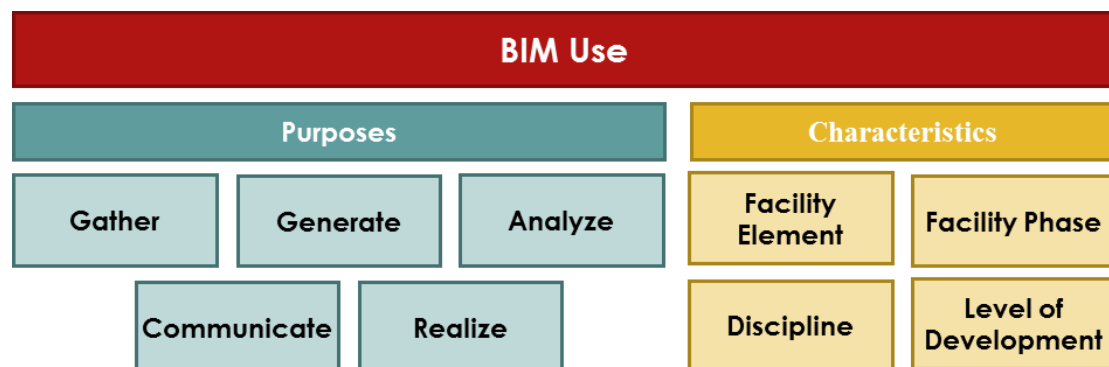 BIM Use
Purposes
Characteristics
Gather
Generate
Analyze
Facility
Element
Facility Phase
Communicate
Realize
Discipline
Level of
Development